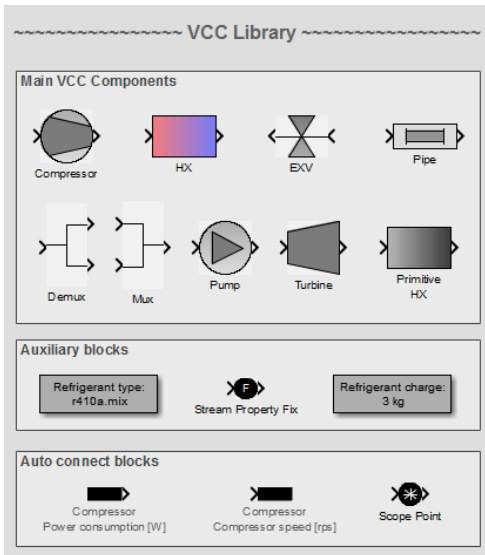 ~~~~~~~~~~~~~~~~ VCC Library ~~~~~~~~~~~~~~~~~
Main VCC Components
Compressor HX EXV Pipe
Demux Mux Pump Turbine Primitive
HX
Auxiliary blocks
Refrigerant type:
r410a.mix
F
Stream Property Fix
Refrigerant charge:
3 kg
Auto connect blocks
Compressor
Power consumption [W]
Compressor
Compressor speed [rps]
Scope Point